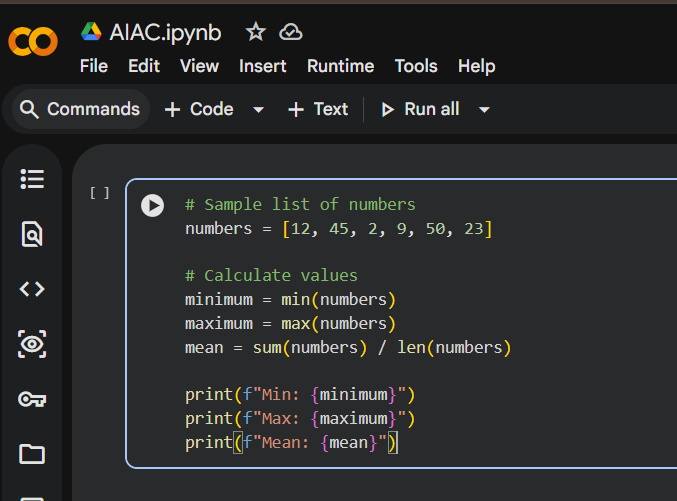 AIAC.ipynb
File Edit View Insert Runtime Tools Help
Commands + Code + Text Run all
[ ]
# Sample list of numbers
numbers = [12, 45, 2, 9, 50, 23]
# Calculate values
minimum = min(numbers)
maximum = max(numbers)
mean = sum(numbers) / len(numbers)
print(f"Min: {minimum}")
print(f"Max: {maximum}")
print(f"Mean: {mean}")